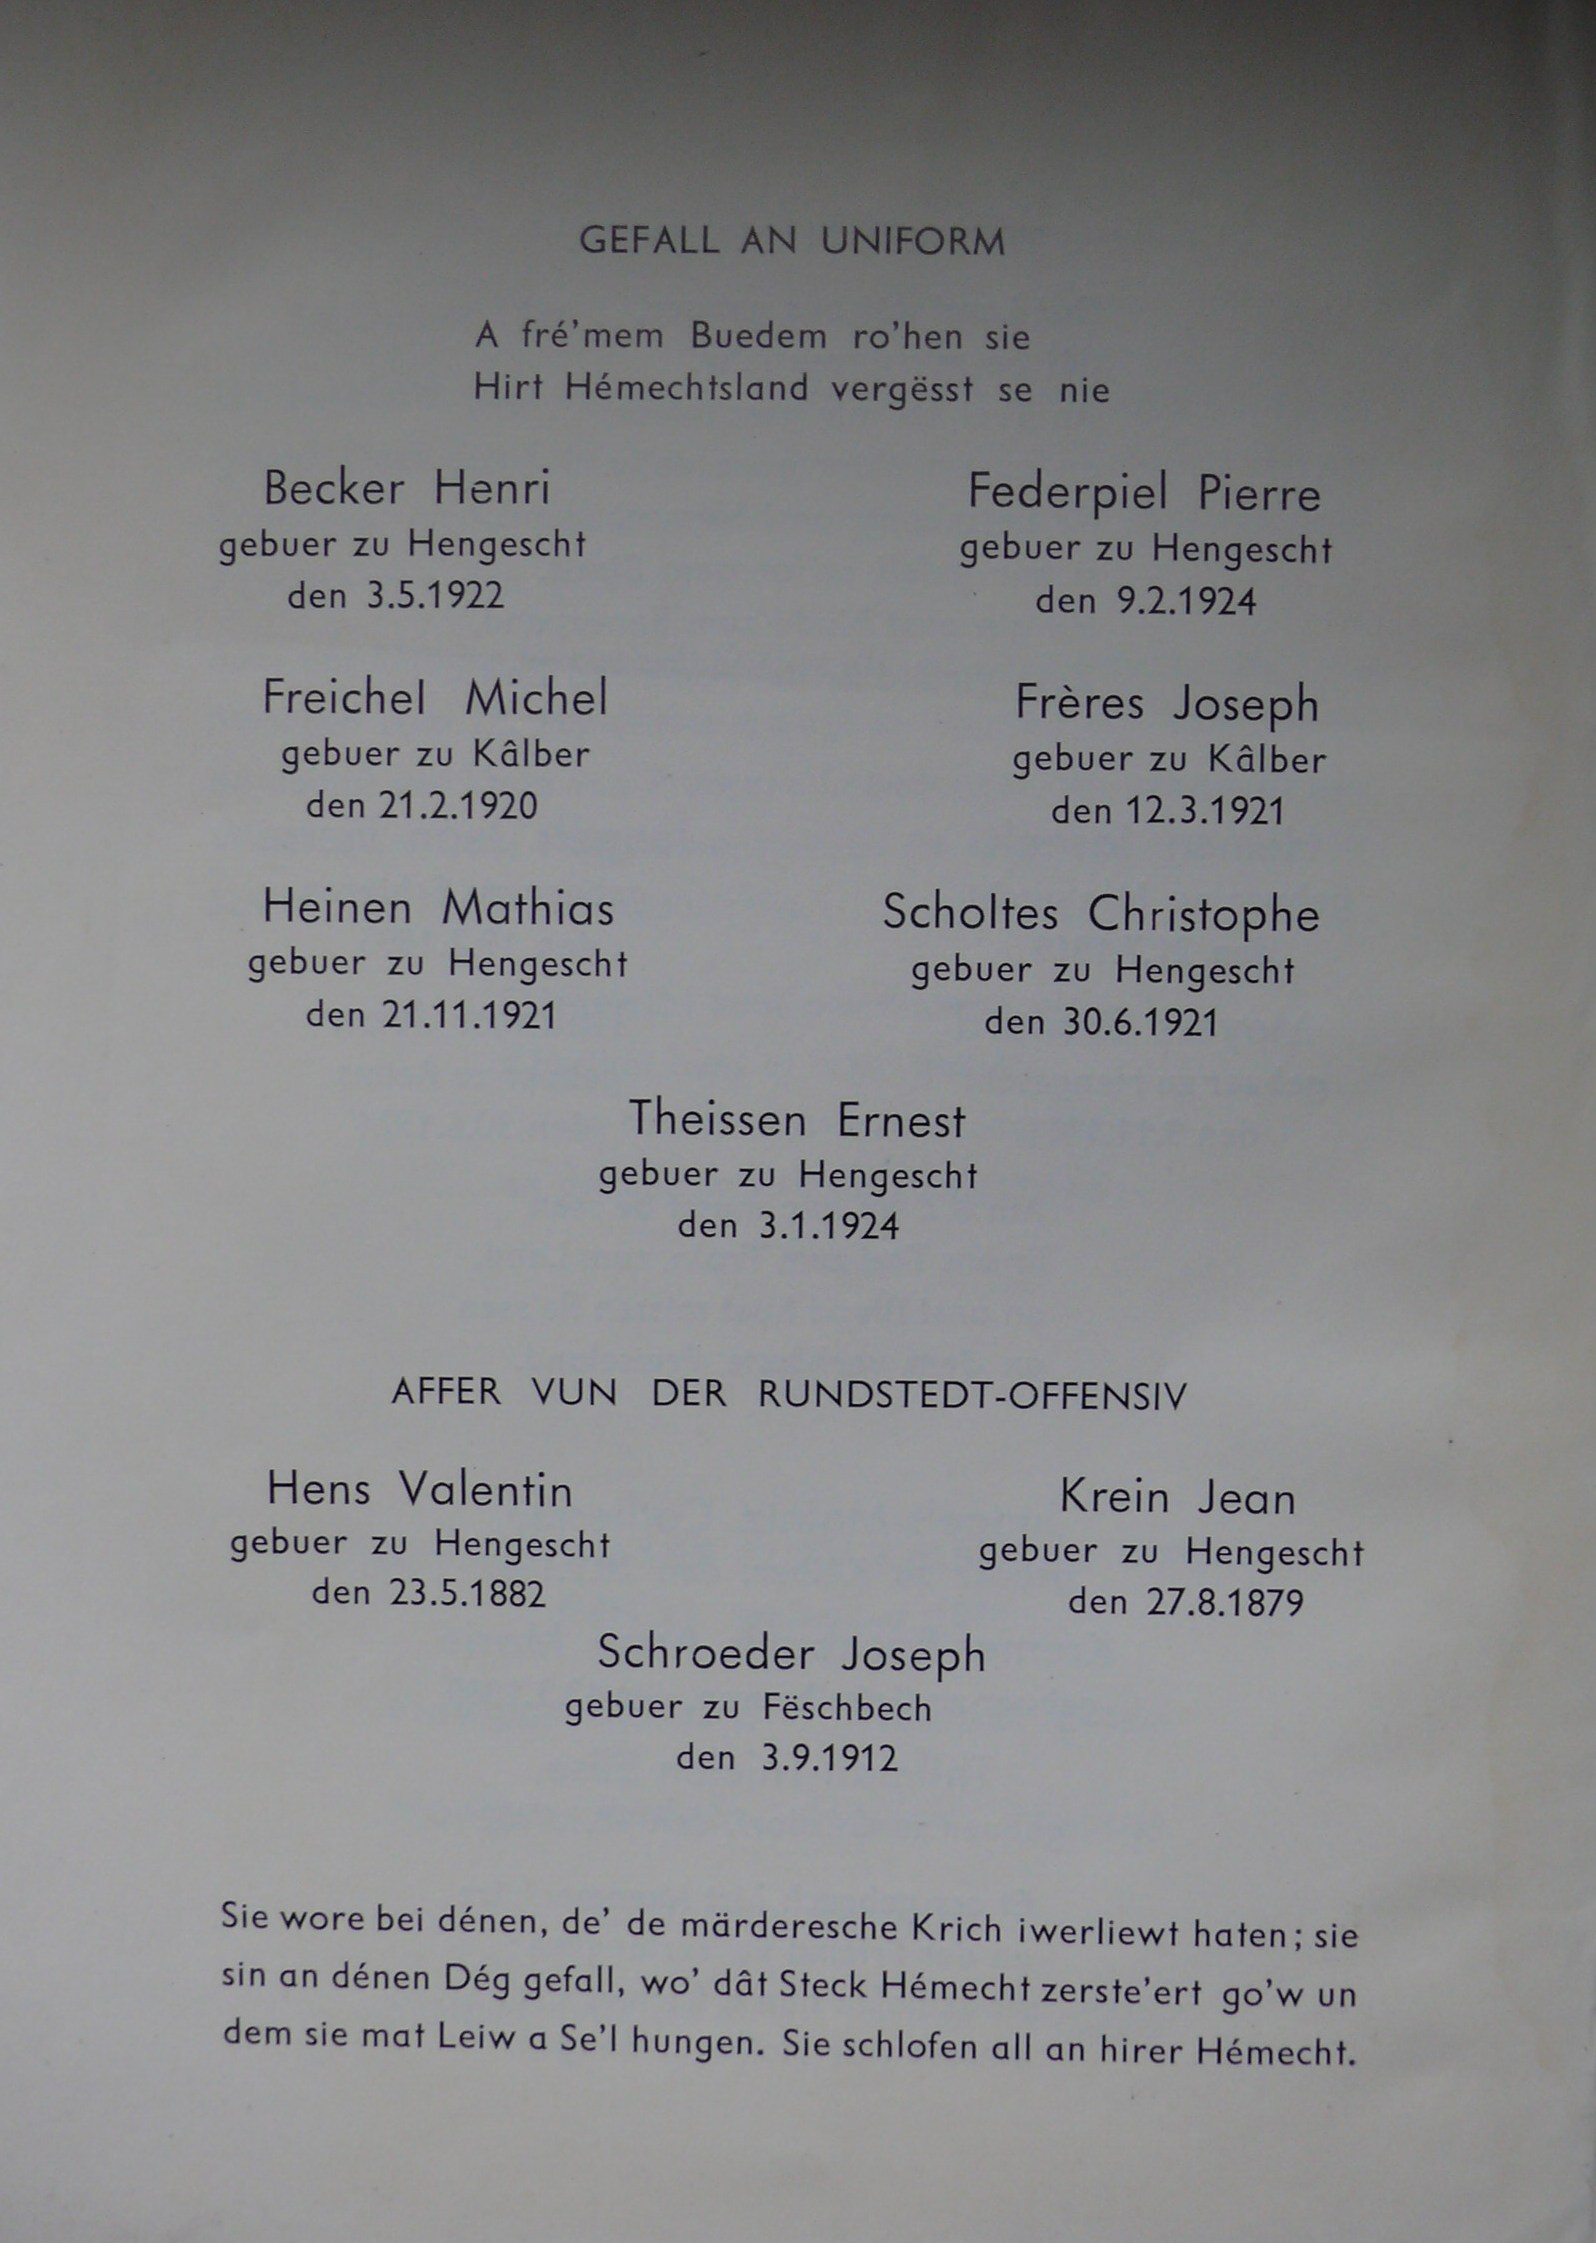 GEFALL AN UNIFORM
A fré'mem Buedem ro'hen sie
Hirt Hémechtsland vergësst se nie
Becker Henri
gebuer zu Hengescht
den 3.5.1922
Federpiel Pierre
gebuer zu Hengescht
den 9.2.1924
Freichel Michel
gebuer zu Kâlber
den 21.2.1920
Frères Joseph
gebuer zu Kâlber
den 12.3.1921
Heinen Mathias
gebuer zu Hengescht
den 21.11.1921
Scholtes Christophe
gebuer zu Hengescht
den 30.6.1921
Theissen Ernest
gebuer zu Hengescht
den 3.1.1924
AFFER VUN DER RUNDSTEDT-OFFENSIV
Hens Valentin
gebuer zu Hengescht
den 23.5.1882
Krein Jean
gebuer zu Hengescht
den 27.8.1879
Schroeder Joseph
gebuer zu Fëschbech
den 3.9.1912
Sie wore bei dénen, de' de märderesche Krich iwerliewt haten; sie
sin an dénen Dég gefall, wo' dât Steck Hémecht zerste'ert go'w un
dem sie mat Leiw a Se'l hungen. Sie schlofen all an hirer Hémecht.